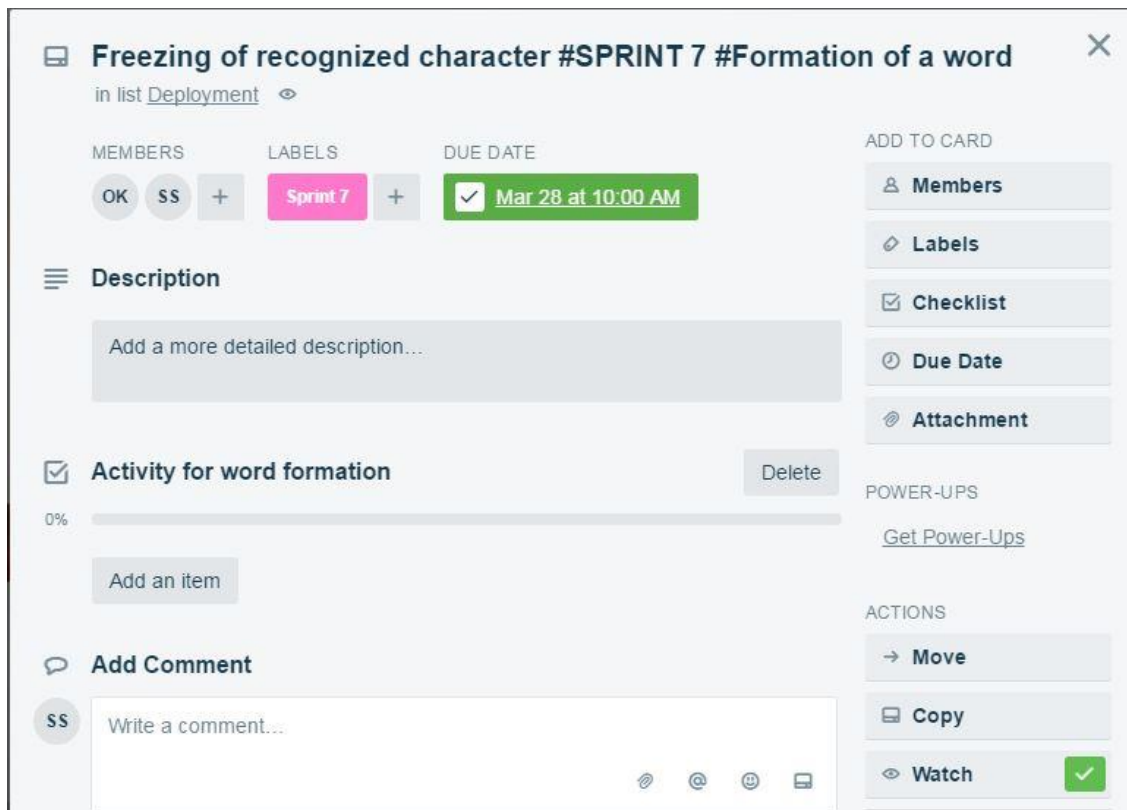 Freezing of recognized character #SPRINT 7 #Formation of a word
in list Deployment
MEMBERS
LABELS
DUE DATE
OK SS +
Sprint 7 +
Mar 28 at 10:00 AM
Description
Add a more detailed description…
Activity for word formation
Delete
0%
Add an item
Add Comment
SS
Write a comment…
@
ADD TO CARD
Members
Labels
Checklist
Due Date
Attachment
POWER-UPS
Get Power-Ups
ACTIONS
Move
Copy
Watch